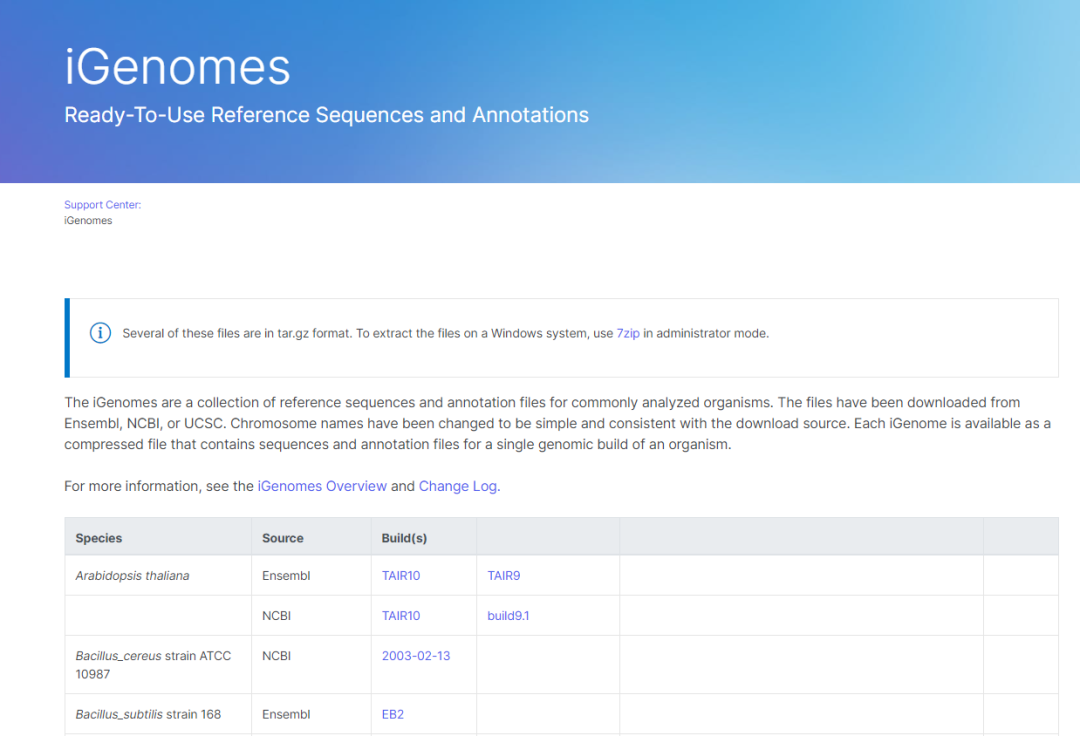 iGenomes
Ready-To-Use Reference Sequences and Annotations
Support Center:
iGenomes
Several of these files are in tar.gz format. To extract the files on a Windows system, use 7zip in administrator mode.
The iGenomes are a collection of reference sequences and annotation files for commonly analyzed organisms. The files have been downloaded from
Ensembl, NCBI, or UCSC. Chromosome names have been changed to be simple and consistent with the download source. Each iGenome is available as a
compressed file that contains sequences and annotation files for a single genomic build of an organism.
For more information, see the iGenomes Overview and Change Log.
Species Source Build(s)
Arabidopsis thaliana Ensembl TAIR10 TAIR9
NCBI TAIR10 build9.1
Bacillus_cereus strain ATCC NCBI 2003-02-13
10987
Bacillus_subtilis strain 168 Ensembl EB2